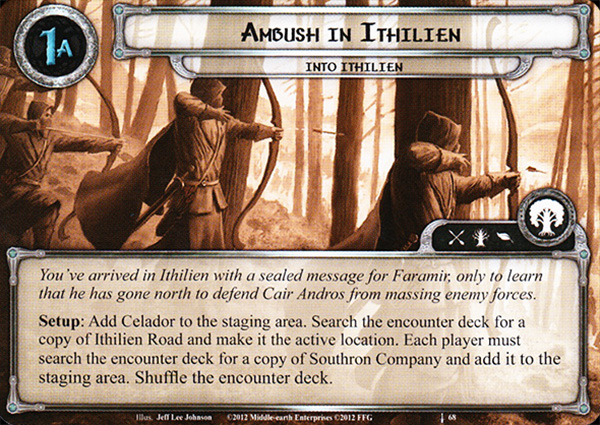 1A
AMBUSH IN ITHILIEN
INTO ITHILIEN
You've arrived in Ithilien with a sealed message for Faramir, only to learn
that he has gone north to defend Cair Andros from massing enemy forces.
Setup: Add Celador to the staging area. Search the encounter deck for a
copy of Ithilien Road and make it the active location. Each player must
search the encounter deck for a copy of Southron Company and add it to the
staging area. Shuffle the encounter deck.
Illus. Jeff Lee Johnson ©2012 Middle-earth Enterprises ©2012 FFG 68